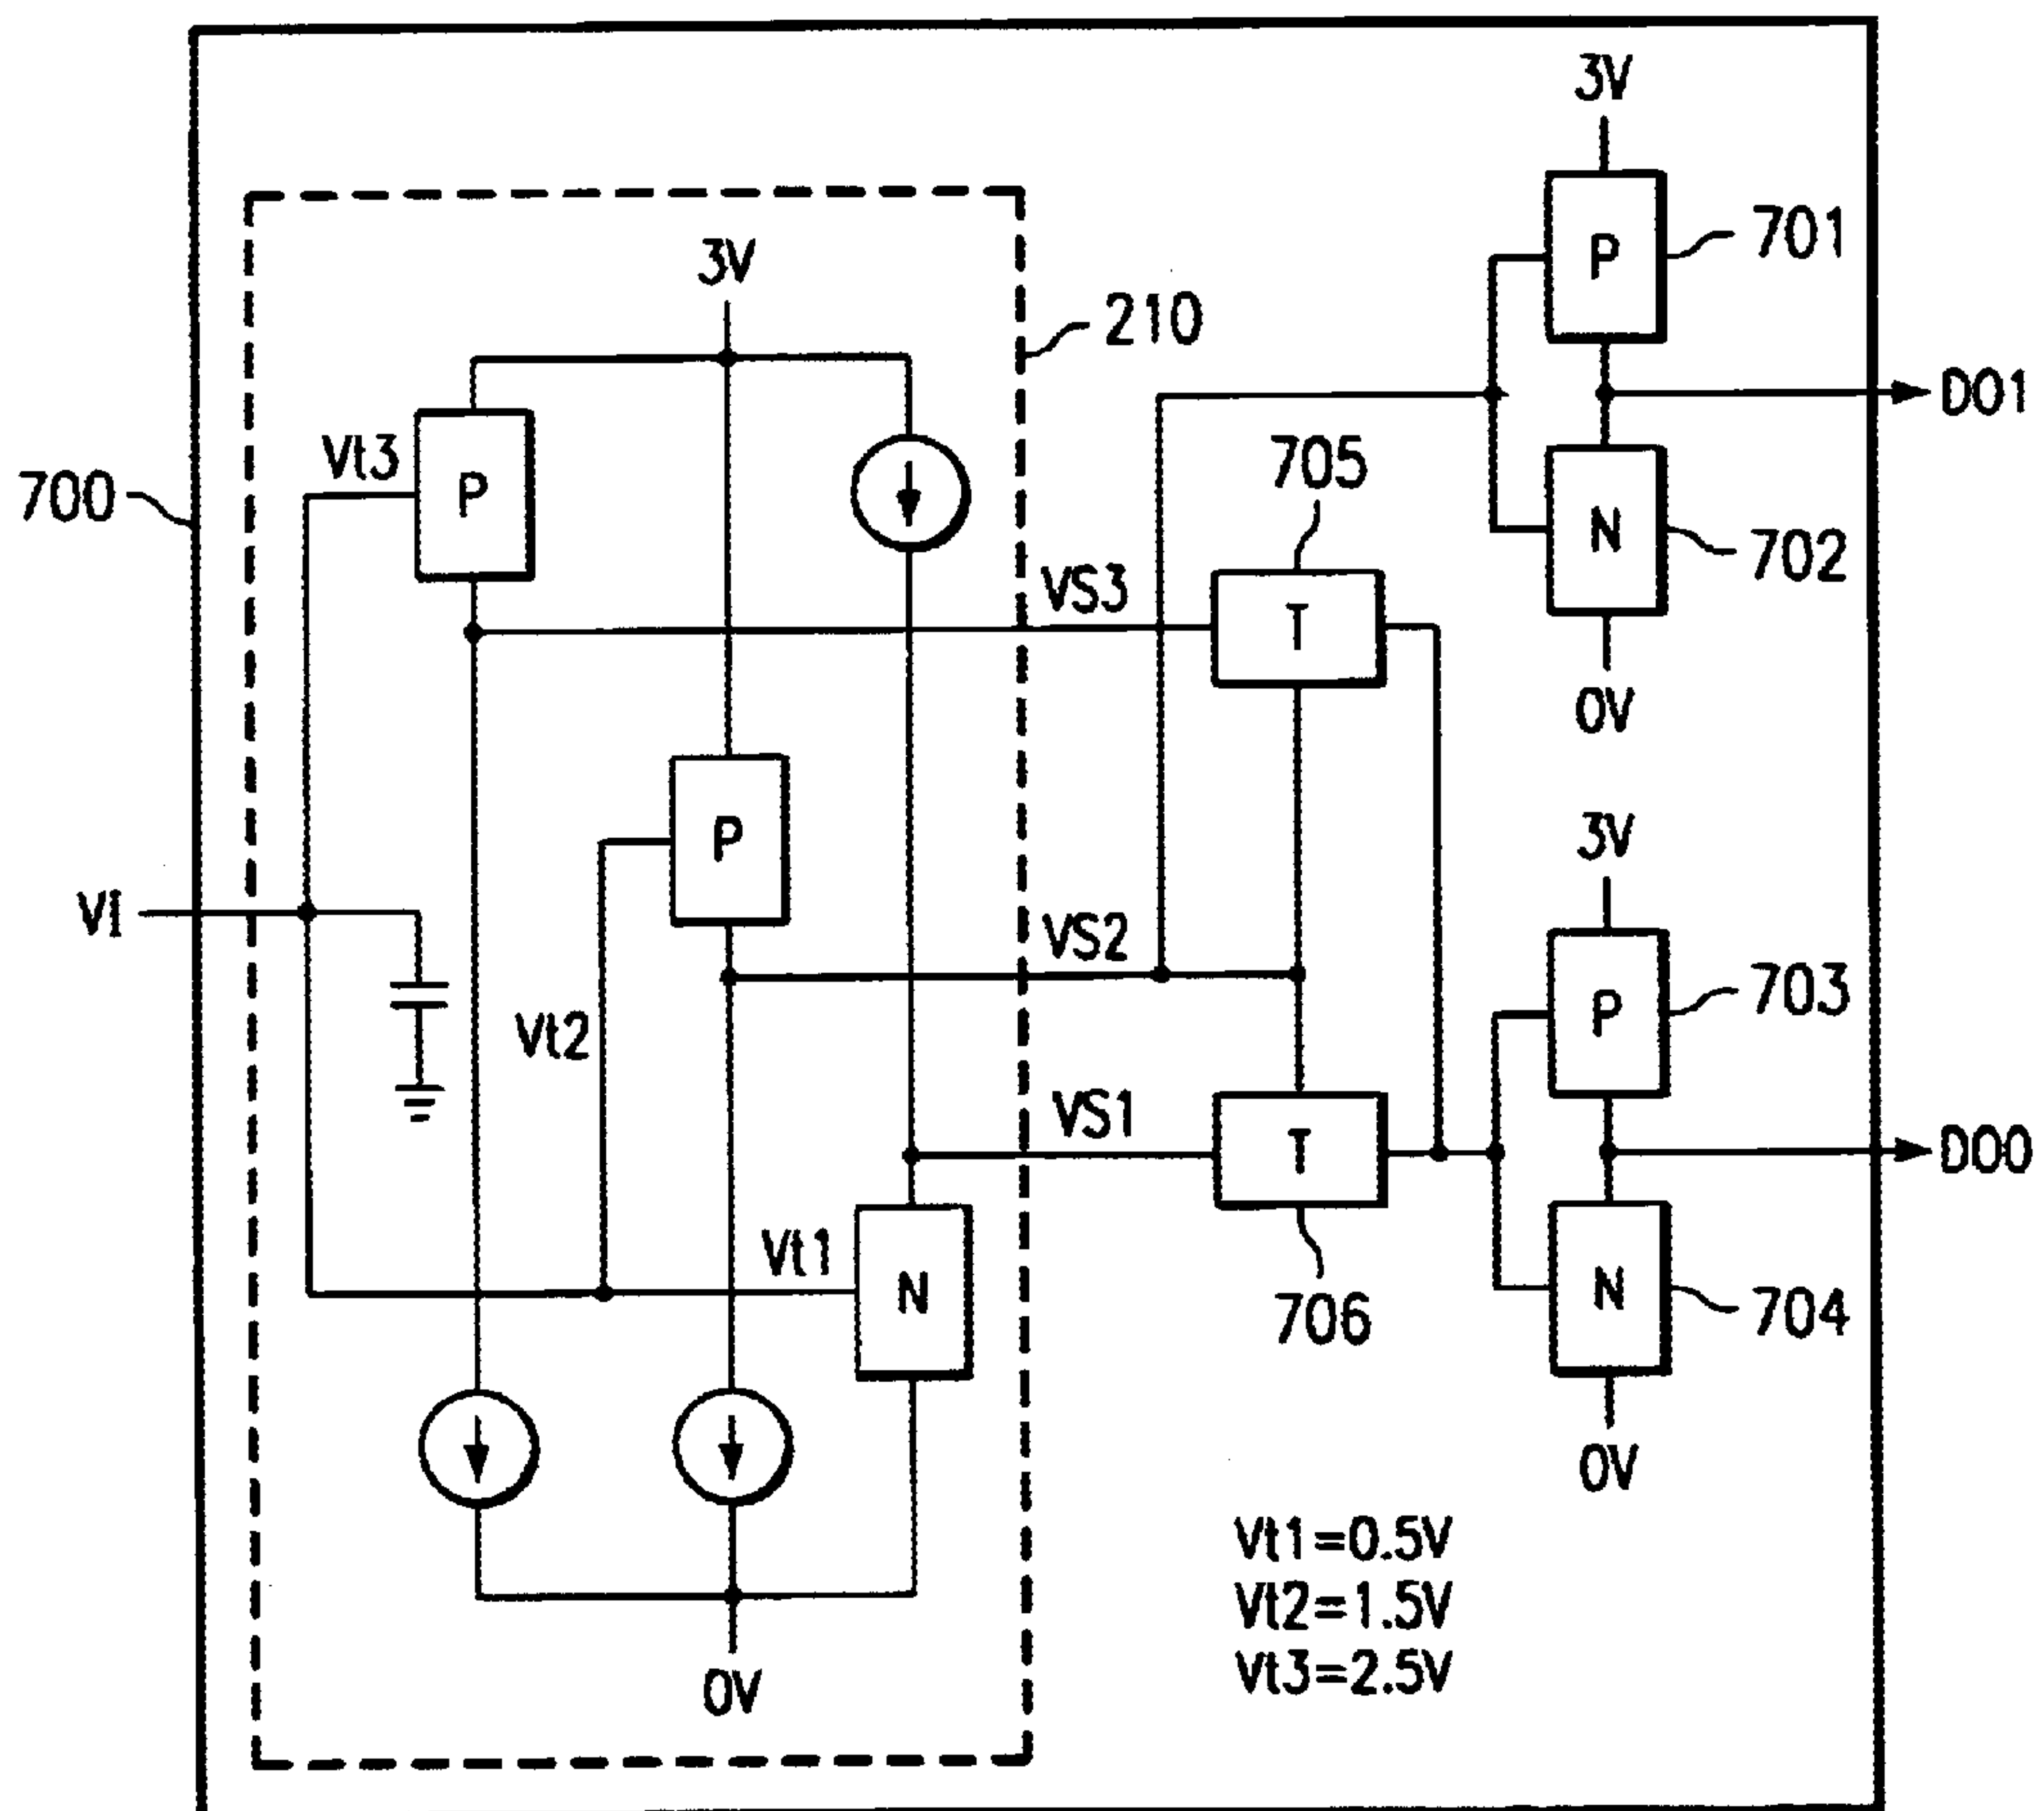 3V
P
701
3V
210
DO1
Vt3
P
705
700
N
702
VS3
T
0V
3V
P
VI
VS2
P
703
Vt2
VS1
T
DO0
Vt1
N
706
N
704
0V
Vt1=0.5V
Vt2=1.5V
Vt3=2.5V
0V